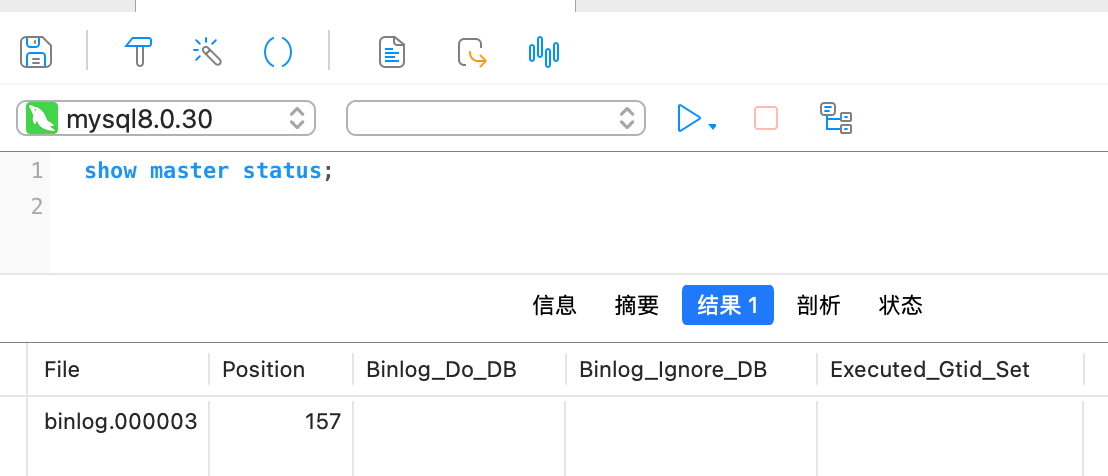 mysql8.0.30
1 show master status;
2
信息 摘要 结果 1 剖析 状态
File Position Binlog_Do_DB Binlog_Ignore_DB Executed_Gtid_Set
binlog.000003 157